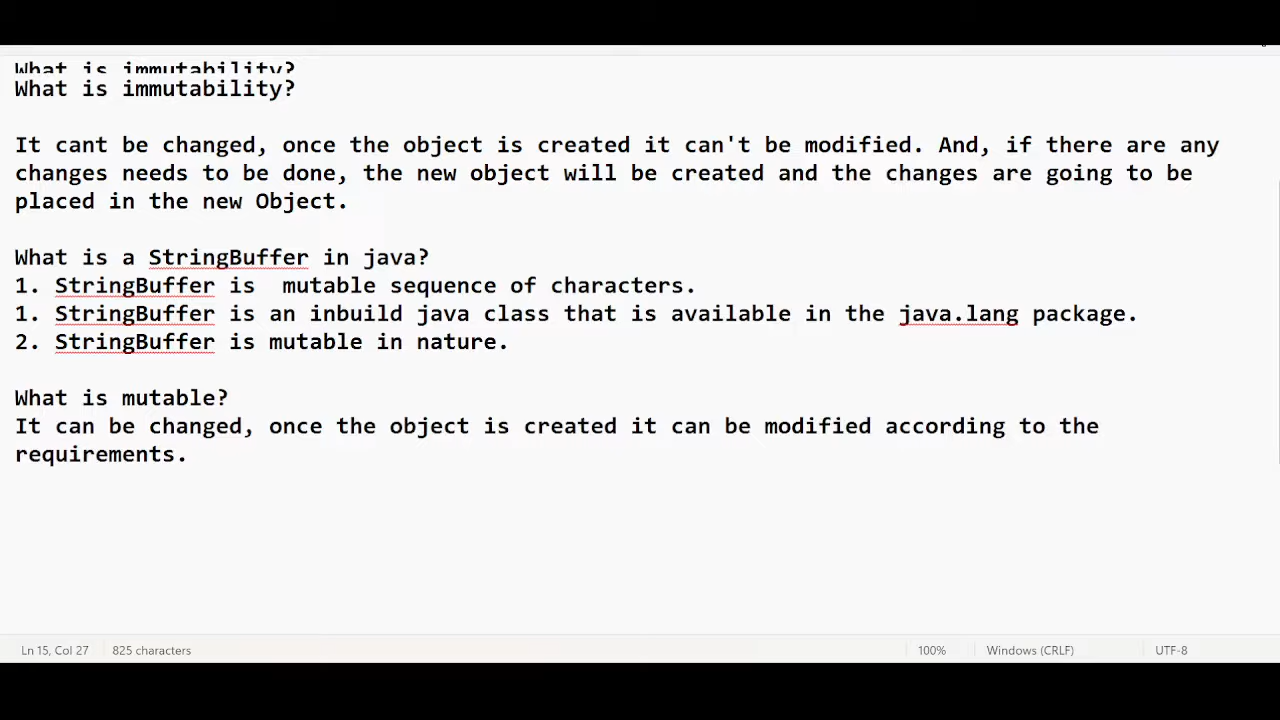 What is immutability?
What is immutability?
It cant be changed, once the object is created it can't be modified. And, if there are any
changes needs to be done, the new object will be created and the changes are going to be
placed in the new Object.
What is a StringBuffer in java?
1. StringBuffer is  mutable sequence of characters.
1. StringBuffer is an inbuild java class that is available in the java.lang package.
2. StringBuffer is mutable in nature.
What is mutable?
It can be changed, once the object is created it can be modified according to the
requirements.
Ln 15, Col 27 825 characters 100% Windows (CRLF) UTF-8